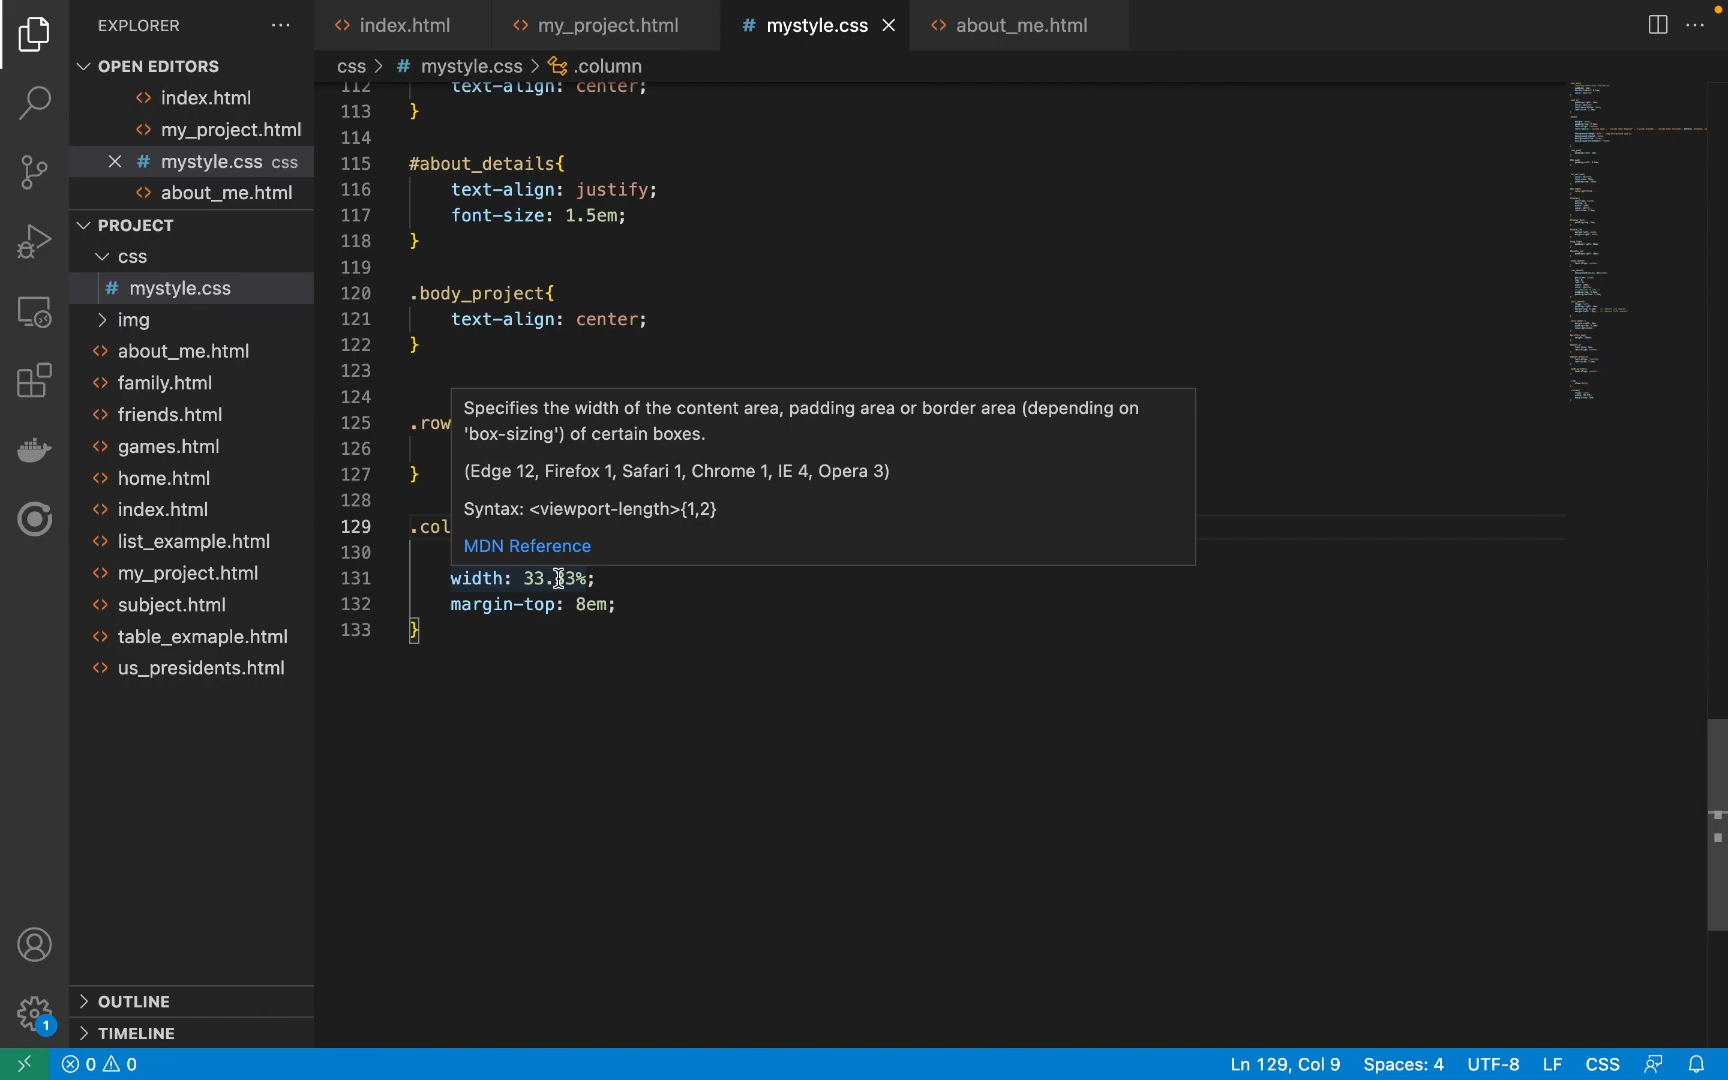 EXPLORER
index.html
my_project.html
# mystyle.css
about_me.html
OPEN EDITORS
css > # mystyle.css > .column
index.html
my_project.html
# mystyle.css css
about_me.html
PROJECT
css
# mystyle.css
img
about_me.html
family.html
friends.html
games.html
home.html
index.html
list_example.html
my_project.html
subject.html
table_exmaple.html
us_presidents.html
OUTLINE
TIMELINE
112 text-align: center;
113 }
114
115 #about_details{
116 text-align: justify;
117 font-size: 1.5em;
118 }
119
120 .body_project{
121 text-align: center;
122 }
123
124
125 .row
126
127 }
128
129 .col
130
131 width: 33.33%;
132 margin-top: 8em;
133 }
Specifies the width of the content area, padding area or border area (depending on
'box-sizing') of certain boxes.
(Edge 12, Firefox 1, Safari 1, Chrome 1, IE 4, Opera 3)
Syntax: <viewport-length>{1,2}
MDN Reference
1
0 0
Ln 129, Col 9
Spaces: 4
UTF-8
LF
CSS